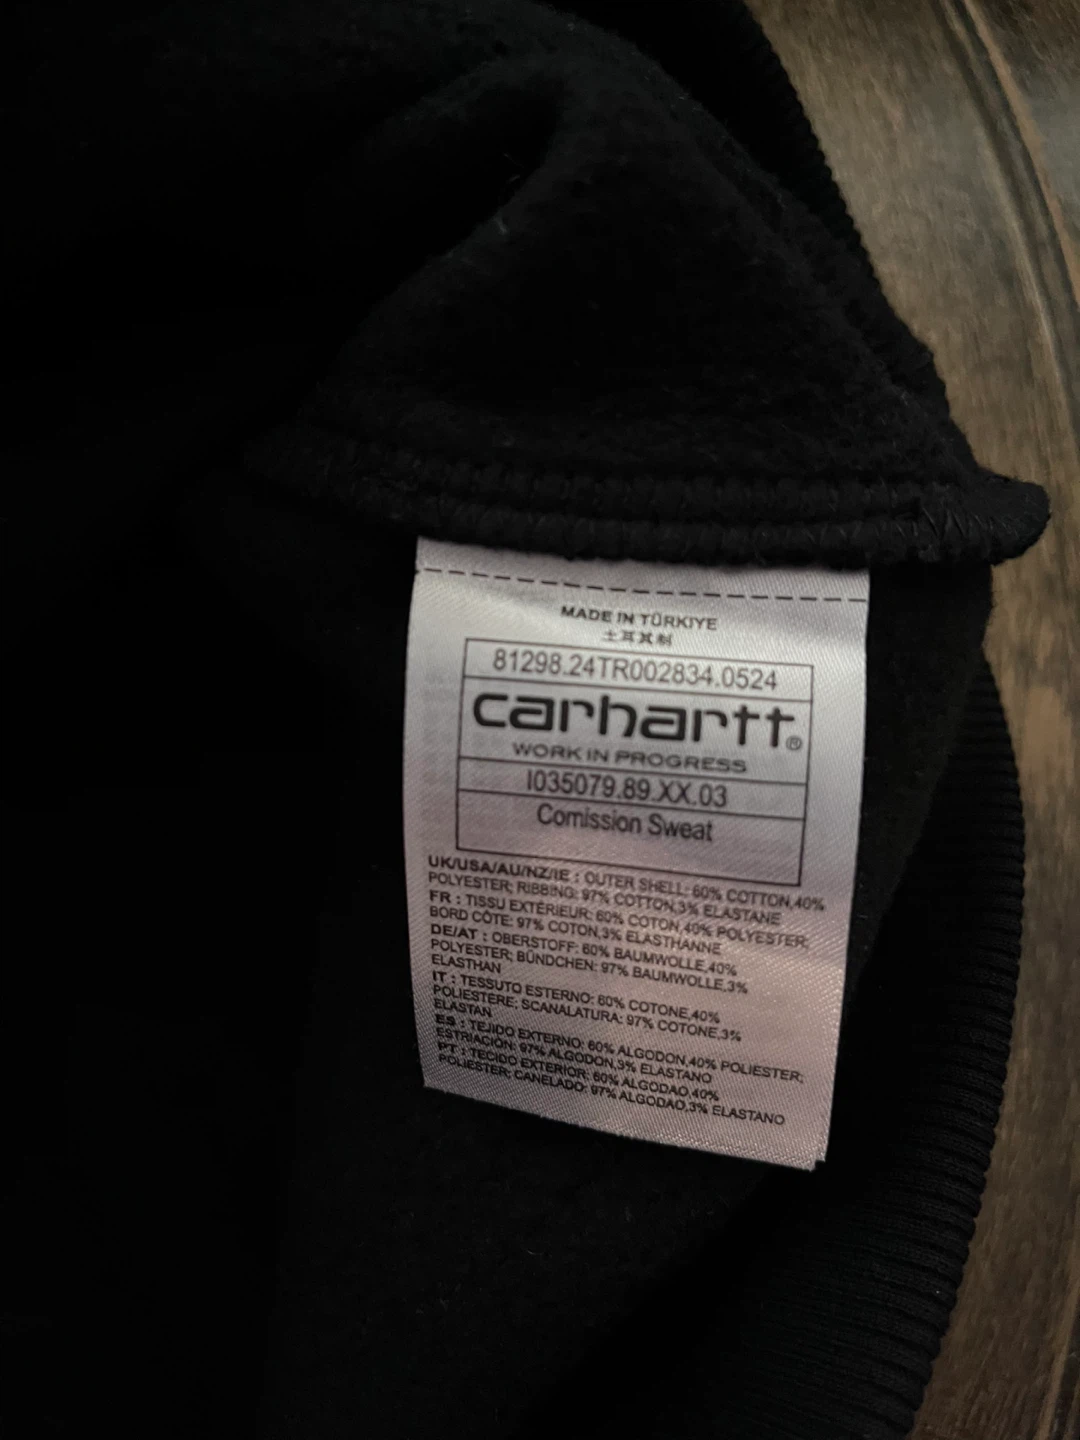 MADE IN TÜRKIYE
土耳其制
81298.24TR002834.0524
carhartt®
WORK IN PROGRESS
I035079.89.XX.03
Comission Sweat
UK/USA/AU/NZ/IE : OUTER SHELL: 60% COTTON,40%
POLYESTER; RIBBING: 97% COTTON,3% ELASTANE
FR : TISSU EXTÉRIEUR: 60% COTON,40% POLYESTER;
BORD CÔTE: 97% COTON,3% ELASTHANNE
DE/AT : OBERSTOFF: 60% BAUMWOLLE,40%
POLYESTER; BÜNDCHEN: 97% BAUMWOLLE,3%
ELASTHAN
IT : TESSUTO ESTERNO: 60% COTONE,40%
POLIESTERE; SCANALATURA: 97% COTONE,3%
ELASTAN
ES : TEJIDO EXTERNO: 60% ALGODON,40% POLIESTER;
ESTRIACIÓN: 97% ALGODON,3% ELASTANO
PT : TECIDO EXTERIOR: 60% ALGODAO,40%
POLIESTER; CANELADO: 97% ALGODAO,3% ELASTANO